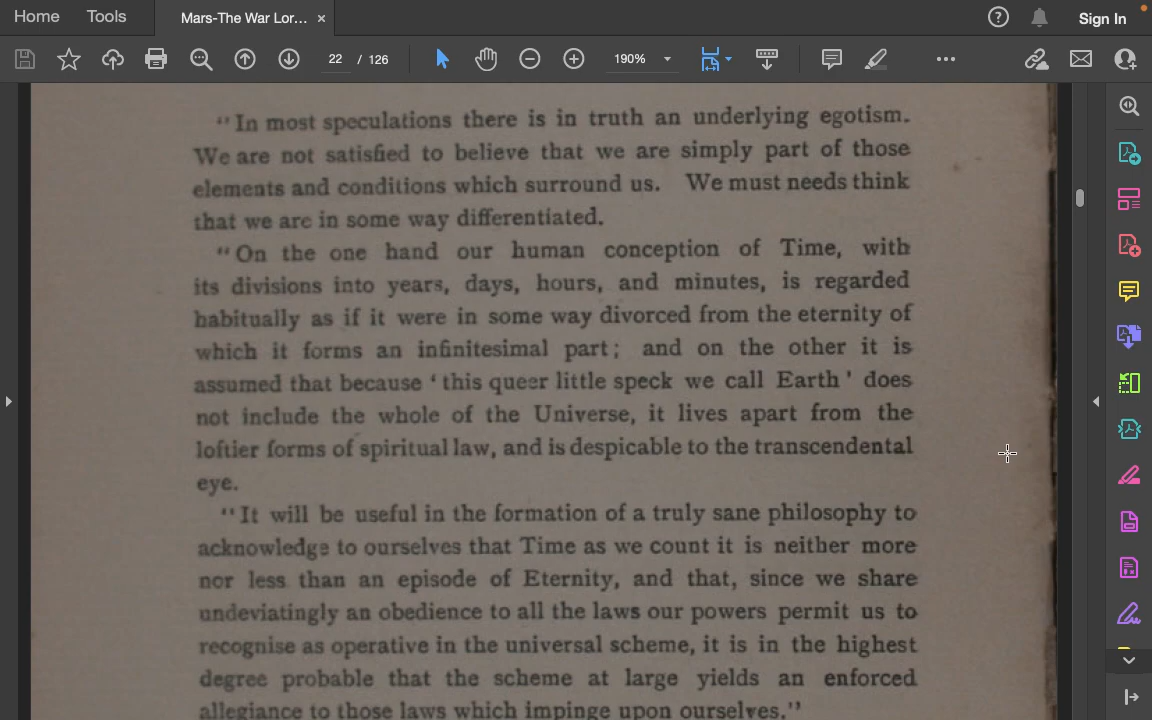 Home
Tools
Mars-The War Lor... ×
Sign In
22 / 126
190%
"In most speculations there is in truth an underlying egotism.
We are not satisfied to believe that we are simply part of those
elements and conditions which surround us. We must needs think
that we are in some way differentiated.
"On the one hand our human conception of Time, with
its divisions into years, days, hours, and minutes, is regarded
habitually as if it were in some way divorced from the eternity of
which it forms an infinitesimal part; and on the other it is
assumed that because 'this queer little speck we call Earth' does
not include the whole of the Universe, it lives apart from the
loftier forms of spiritual law, and is despicable to the transcendental
eye.
"It will be useful in the formation of a truly sane philosophy to
acknowledge to ourselves that Time as we count it is neither more
nor less than an episode of Eternity, and that, since we share
undeviatingly an obedience to all the laws our powers permit us to
recognise as operative in the universal scheme, it is in the highest
degree probable that the scheme at large yields an enforced
allegiance to those laws which impinge upon ourselves."